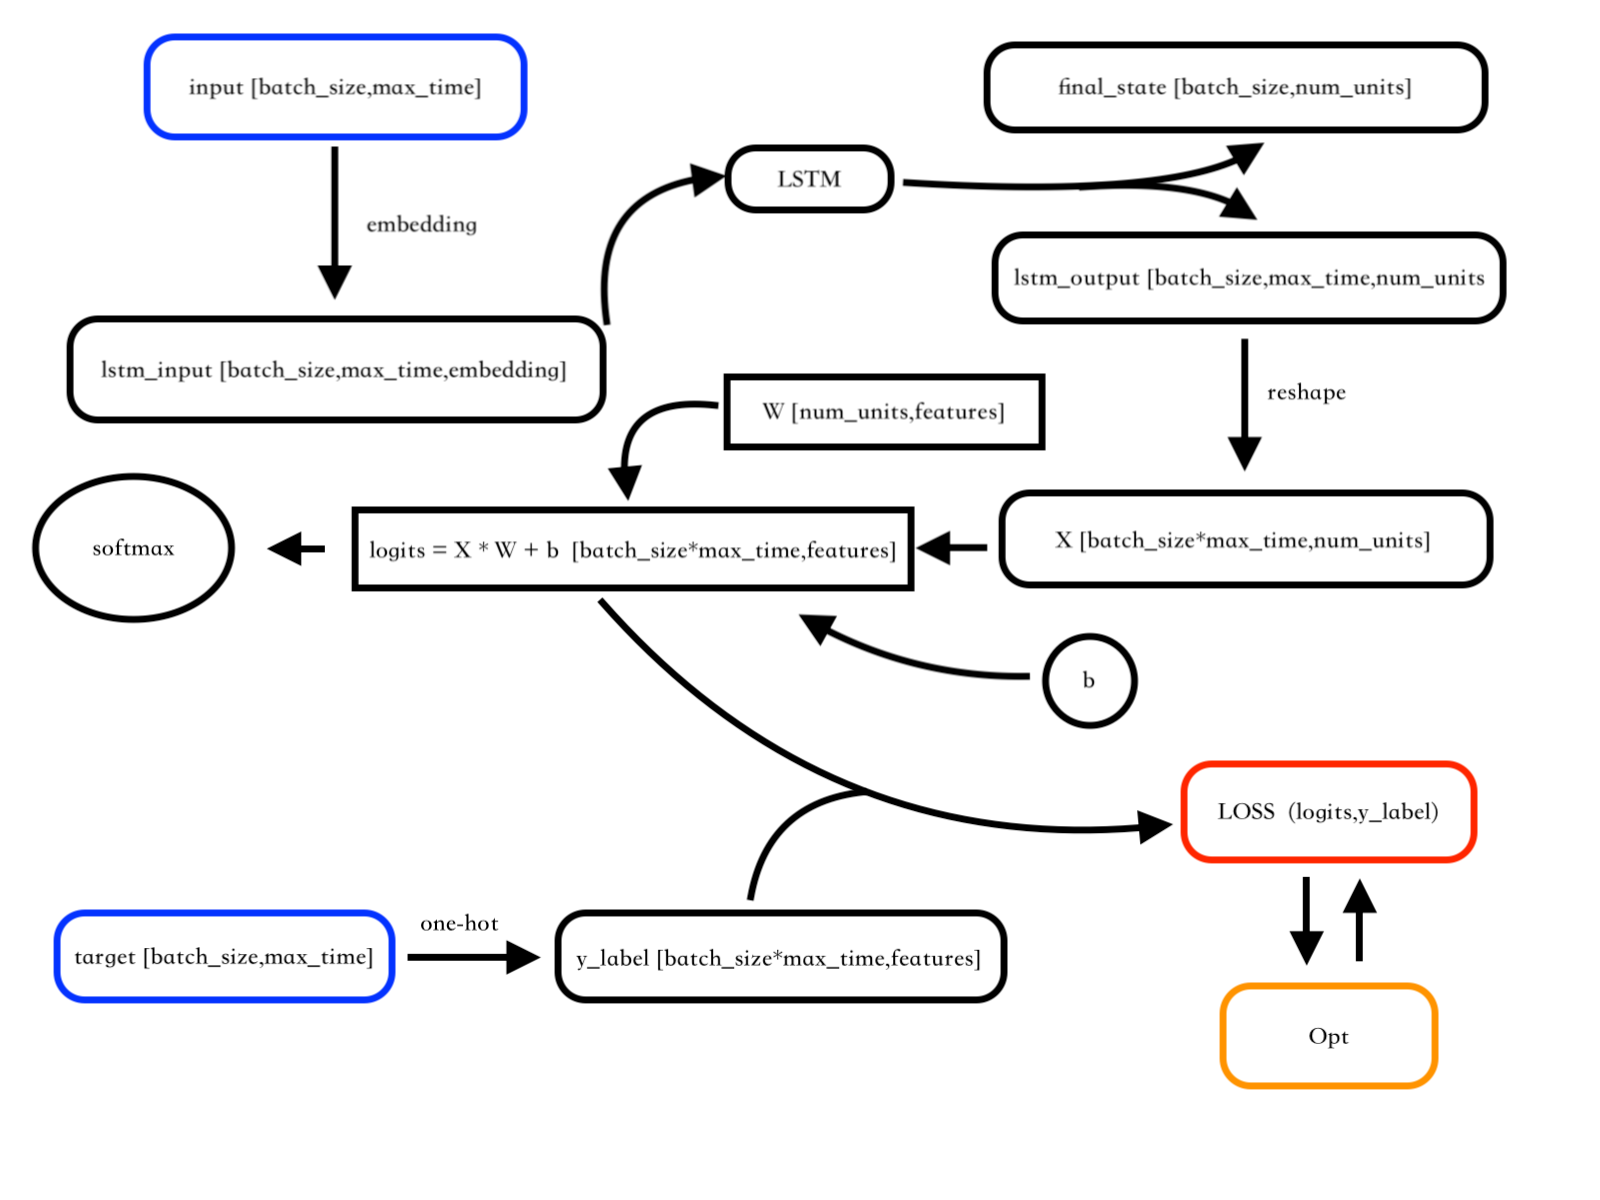 input [batch_size,max_time]
final_state [batch_size,num_units]
LSTM
embedding
lstm_output [batch_size,max_time,num_units
lstm_input [batch_size,max_time,embedding]
reshape
W [num_units,features]
softmax
logits = X * W + b [batch_size*max_time,features]
X [batch_size*max_time,num_units]
b
LOSS (logits,y_label)
target [batch_size,max_time]
one-hot
y_label [batch_size*max_time,features]
Opt